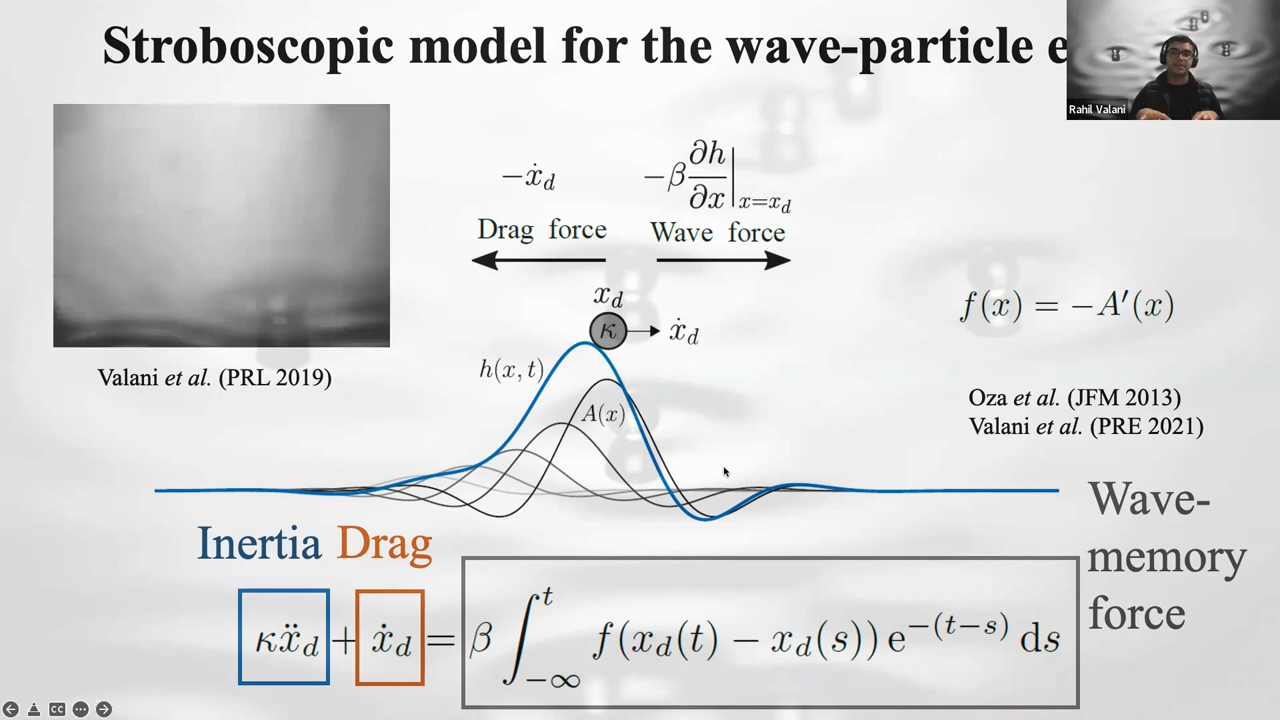 Stroboscopic model for the wave-particle e
Rahil Valani
−ẋ_d
−β ∂h/∂x |_{x=x_d}
Drag force
Wave force
x_d
κ
ẋ_d
h(x, t)
A(x)
f(x) = −A′(x)
Valani et al. (PRL 2019)
Oza et al. (JFM 2013)
Valani et al. (PRE 2021)
Inertia Drag
Wave-
memory
force
κẍ_d + ẋ_d = β ∫_{−∞}^{t} f(x_d(t) − x_d(s)) e^{−(t−s)} ds
CC